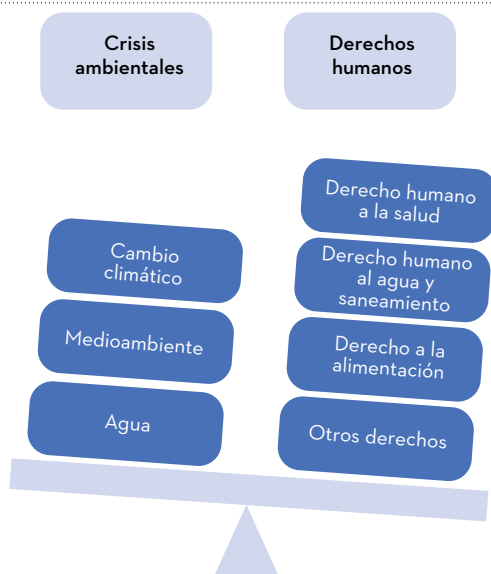 Crisis
ambientales
Derechos
humanos
Cambio
climático
Medioambiente
Agua
Derecho humano
a la salud
Derecho humano
al agua y
saneamiento
Derecho a la
alimentación
Otros derechos